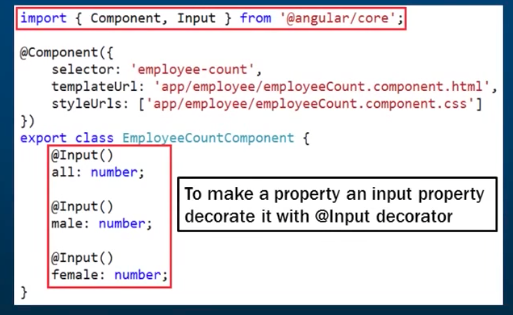 import { Component, Input } from '@angular/core';
@Component({
selector: 'employee-count',
templateUrl: 'app/employee/employeeCount.component.html',
styleUrls: ['app/employee/employeeCount.component.css']
})
export class EmployeeCountComponent {
@Input()
all: number;
@Input()
male: number;
@Input()
female: number;
}
To make a property an input property
decorate it with @Input decorator